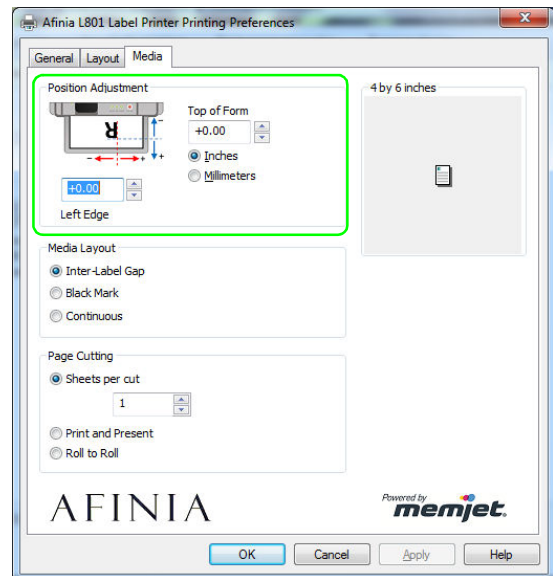 Afinia L801 Label Printer Printing Preferences
General Layout Media
Position Adjustment
R
Top of Form
+0.00
Inches
Millimeters
- +
- +
+0.00
Left Edge
4 by 6 inches
Media Layout
Inter-Label Gap
Black Mark
Continuous
Page Cutting
Sheets per cut
1
Print and Present
Roll to Roll
AFINIA
Powered by
memjet.
OK Cancel Apply Help